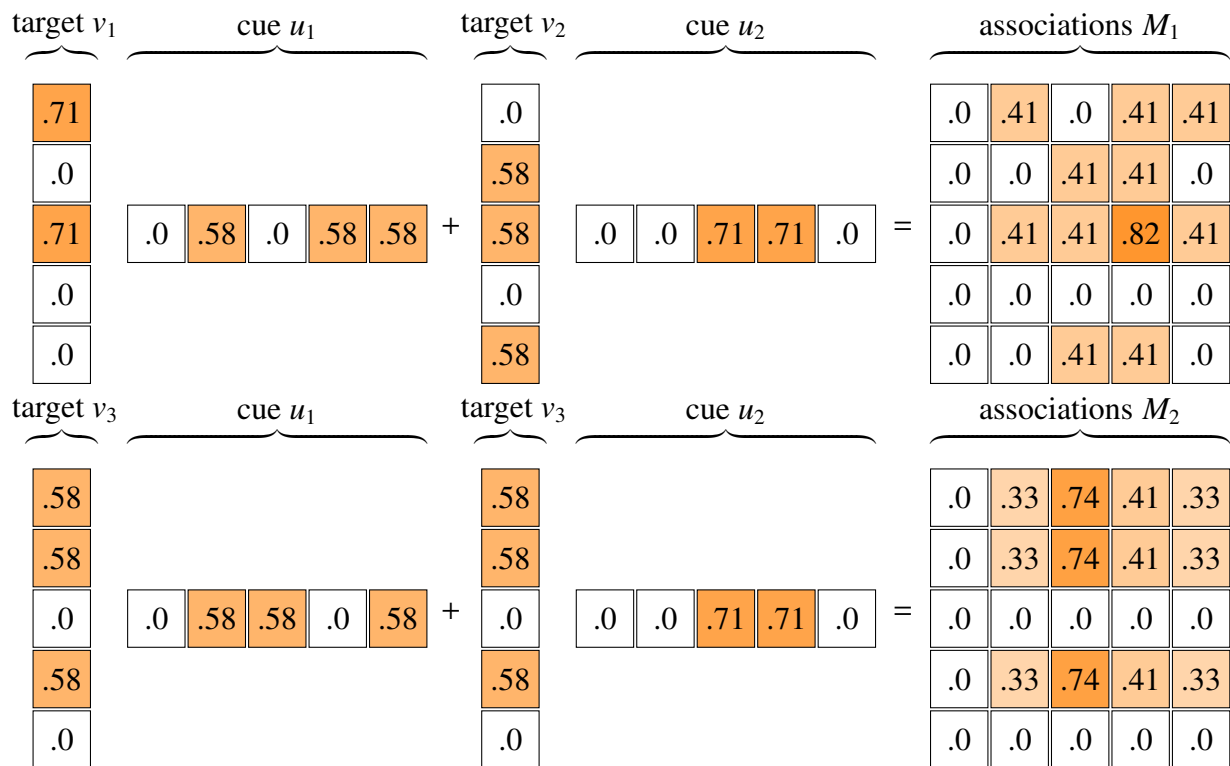 target v1 cue u1 target v2 cue u2 associations M1
.71 .0 .0 .41 .0 .41 .41
.0 .58 .0 .0 .41 .41 .0
.71 .0 .58 .0 .58 .58 + .58 .0 .0 .71 .71 .0 = .0 .41 .41 .82 .41
.0 .0 .0 .0 .0 .0 .0
.0 .58 .0 .0 .41 .41 .0
target v3 cue u1 target v3 cue u2 associations M2
.58 .58 .0 .33 .74 .41 .33
.58 .58 .0 .33 .74 .41 .33
.0 .0 .58 .58 .0 .58 + .0 .0 .0 .71 .71 .0 = .0 .0 .0 .0 .0
.58 .58 .0 .33 .74 .41 .33
.0 .0 .0 .0 .0 .0 .0